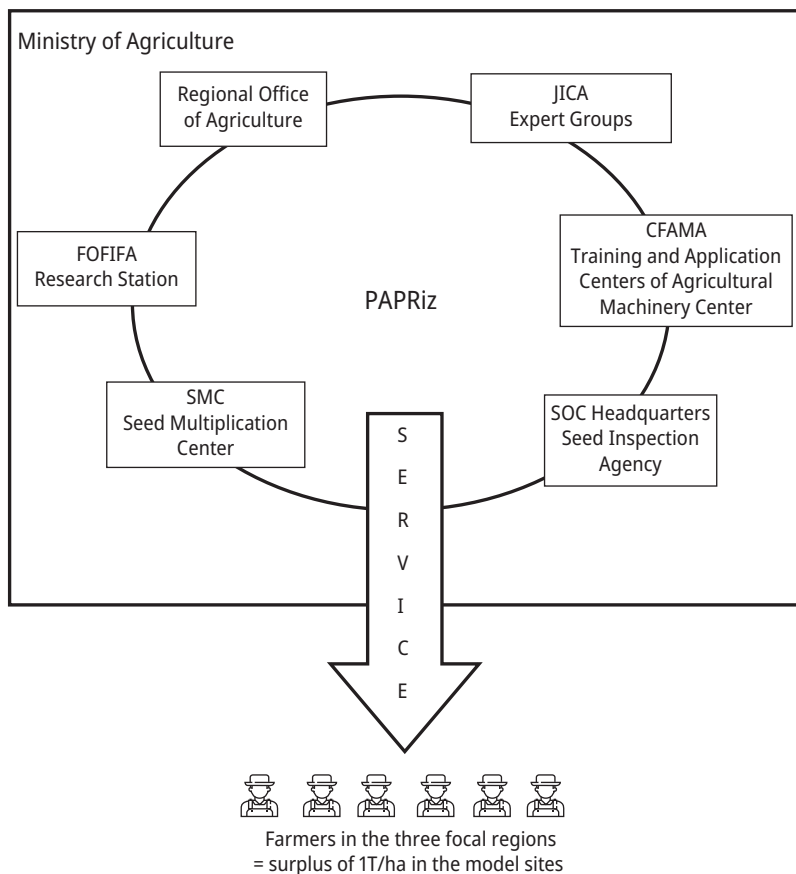 Ministry of Agriculture
Regional Office
of Agriculture
JICA
Expert Groups
FOFIFA
Research Station
CFAMA
Training and Application
Centers of Agricultural
Machinery Center
PAPRiz
SMC
Seed Multiplication
Center
SOC Headquarters
Seed Inspection
Agency
S
E
R
V
I
C
E
Farmers in the three focal regions
= surplus of 1T/ha in the model sites